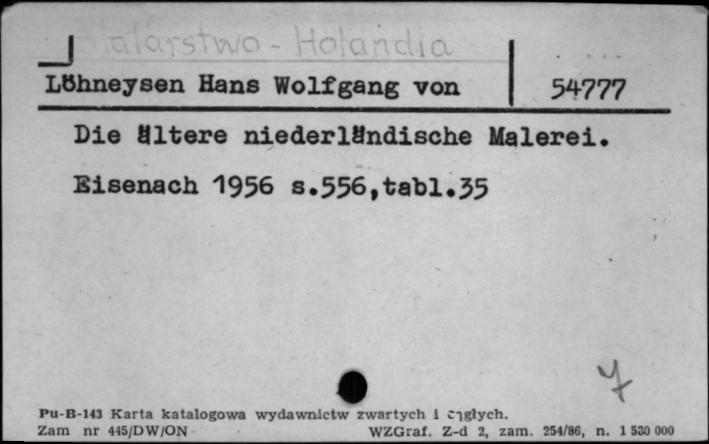 Malarstwo - Holandia
Löhneysen Hans Wolfgang von 54777
Die ältere niederländische Malerei.
Eisenach 1956 s.556,tabl.35
Pu-B-143 Karta katalogowa wydawnictw zwartych i ciągłych.
Zam nr 445/DW/ON WZGraf. Z-d 2, zam. 254/86, n. 1 530 000